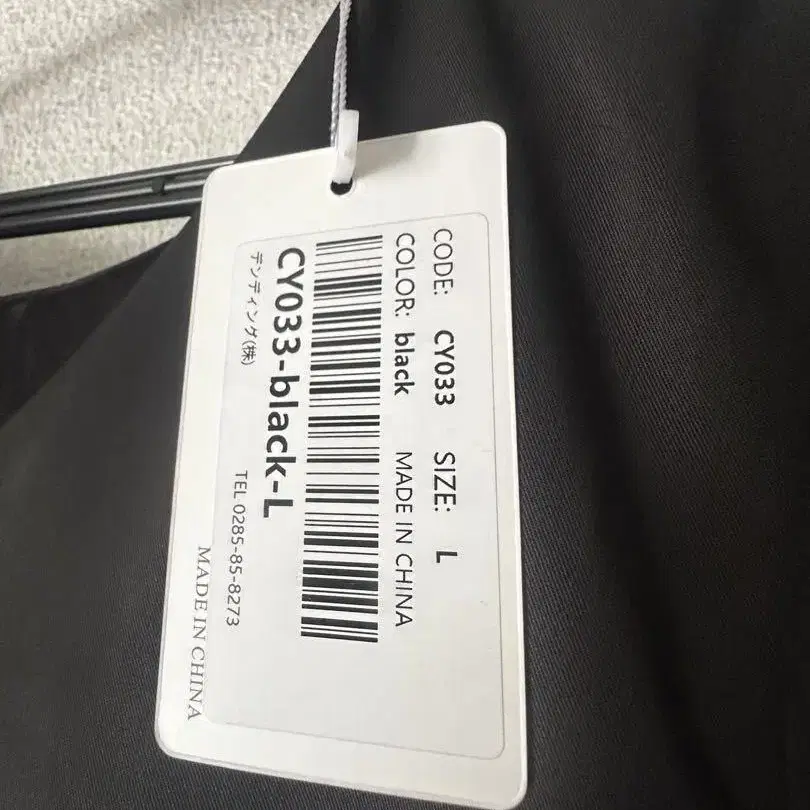 CODE: CY033 SIZE: L
COLOR: black MADE IN CHINA
CY033-black-L
デンディング(株) TEL 0285-85-8273
MADE IN CHINA